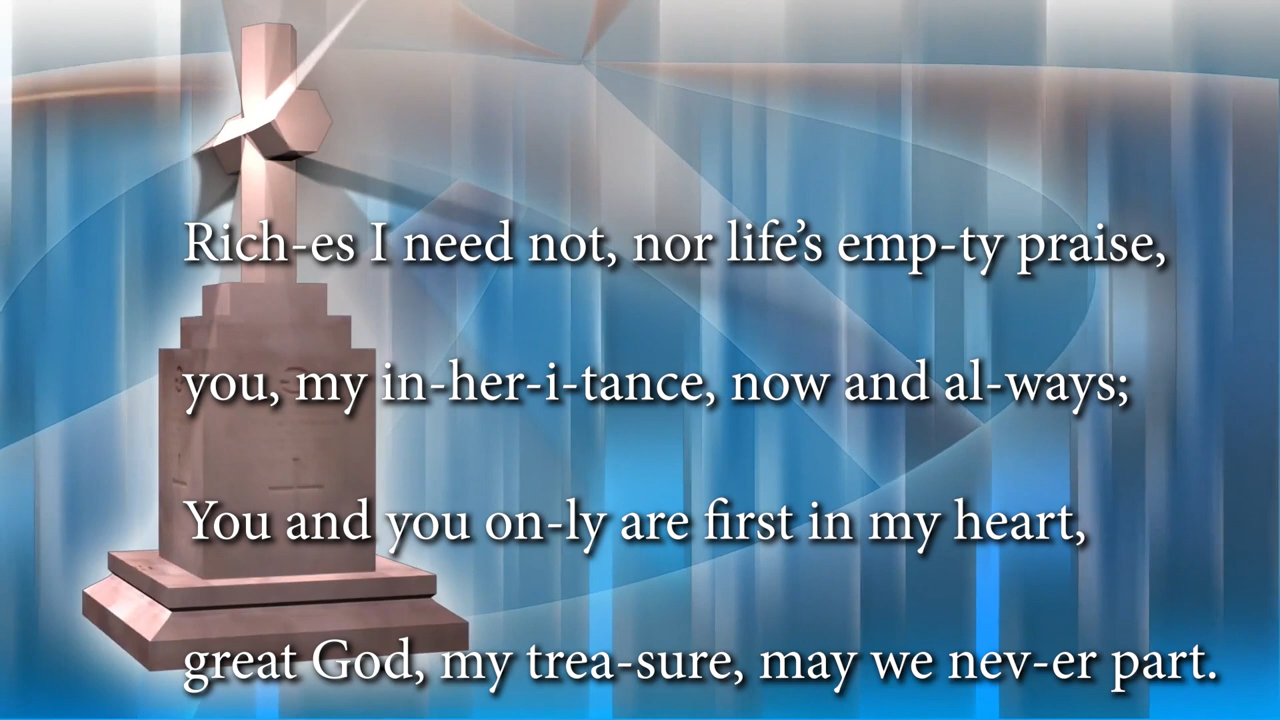 Rich-es I need not, nor life’s emp-ty praise,
you, my in-her-i-tance, now and al-ways;
You and you on-ly are first in my heart,
great God, my trea-sure, may we nev-er part.